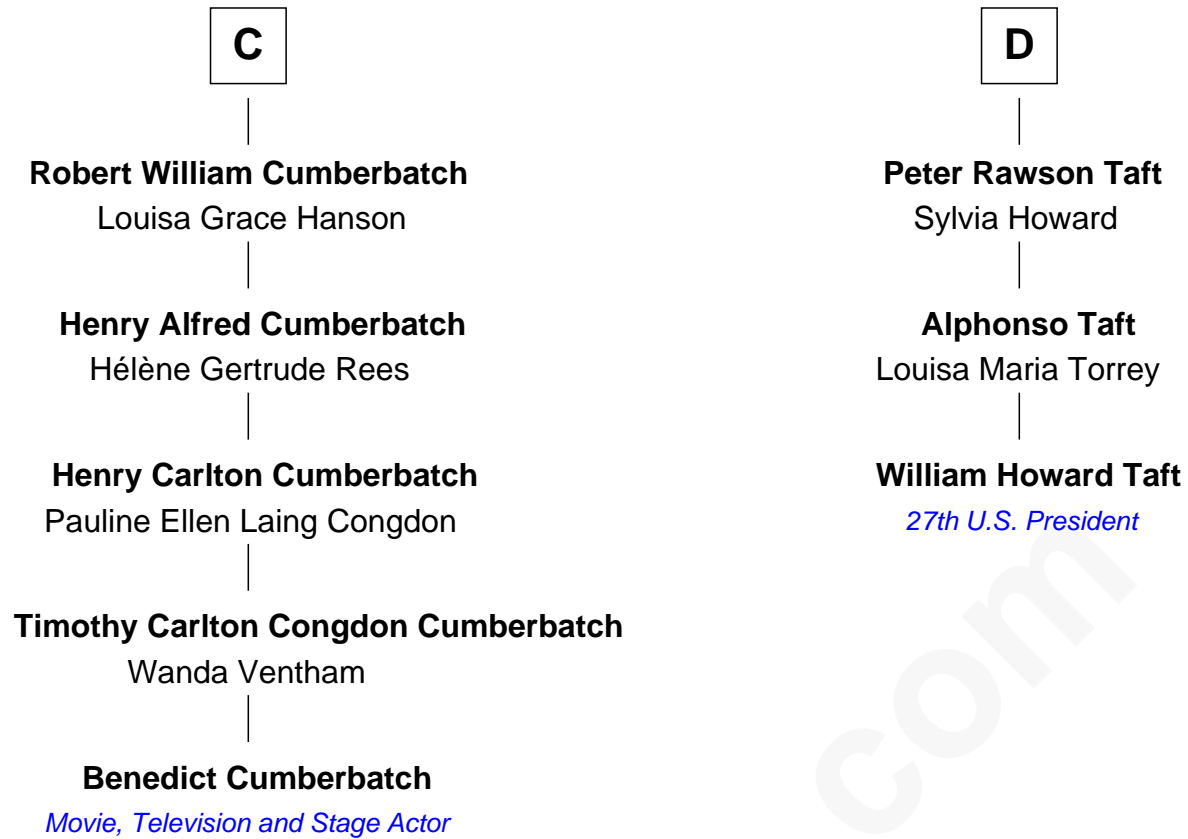 C
Robert William Cumberbatch
Louisa Grace Hanson
Henry Alfred Cumberbatch
Hélène Gertrude Rees
Henry Carlton Cumberbatch
Pauline Ellen Laing Congdon
Timothy Carlton Congdon Cumberbatch
Wanda Ventham
Benedict Cumberbatch
Movie, Television and Stage Actor
D
Peter Rawson Taft
Sylvia Howard
Alphonso Taft
Louisa Maria Torrey
William Howard Taft
27th U.S. President
com